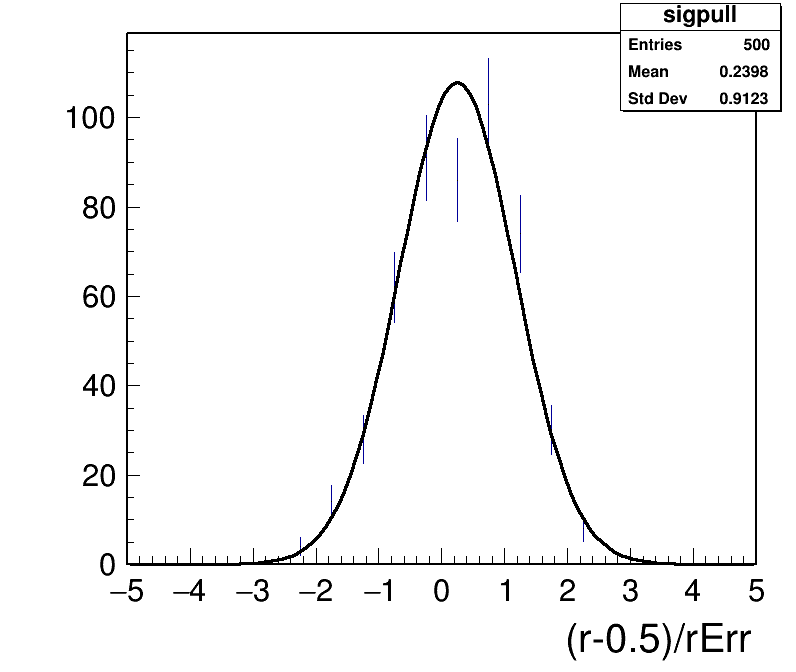 sigpull
Entries 500
Mean 0.2398
Std Dev 0.9123
100
80
60
40
20
0
−5 −4 −3 −2 −1 0 1 2 3 4 5
(r-0.5)/rErr